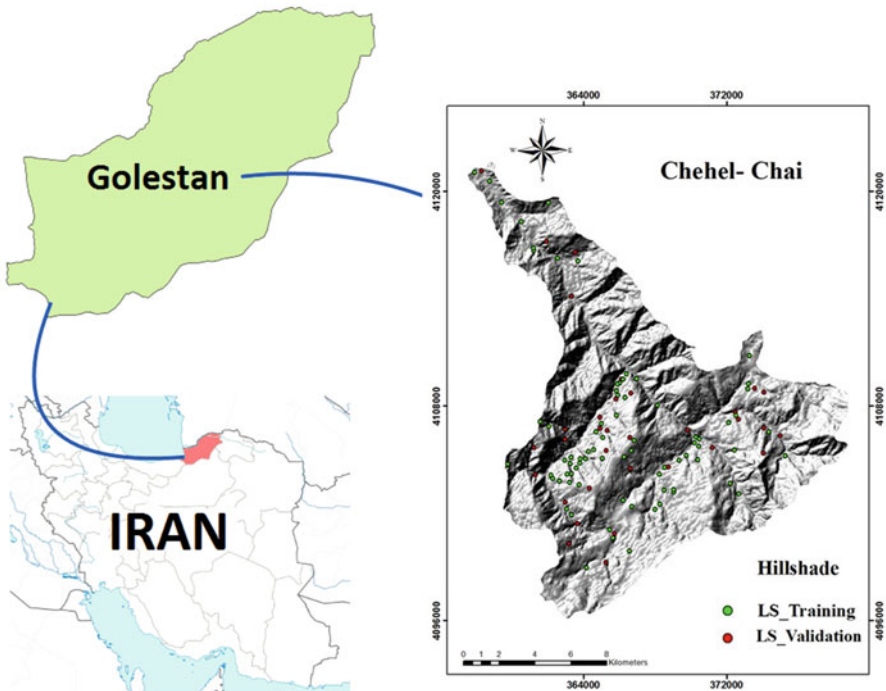 Golestan
IRAN
364000 372000
N
W E
S
Chehel- Chai
4120000 4120000
4108000 4108000
4096000 4096000
Hillshade
LS_Training
LS_Validation
0 1 2 4 6 8
Kilometers
364000 372000